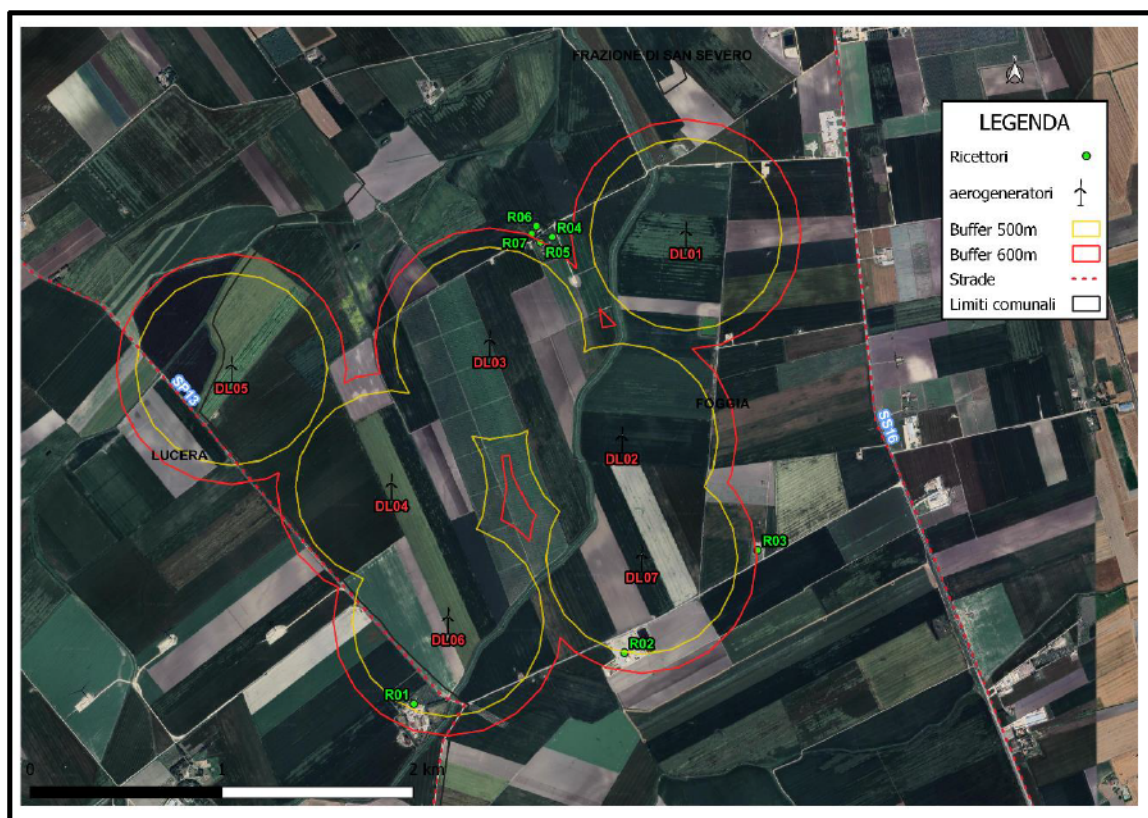 FRAZIONE DI SAN SEVERO
LEGENDA
Ricettori
aerogeneratori
Buffer 500m
Buffer 600m
Strade
Limiti comunali
R06
R04
R07
R05
DL01
DL03
DL05
SP13
FOGGIA
SS16
LUCERA
DL02
DL04
R03
DL07
DL06
R02
R01
0
1
2 km